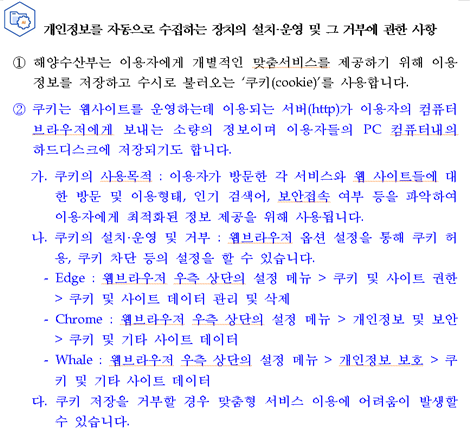 개인정보를 자동으로 수집하는 장치의 설치·운영 및 그 거부에 관한 사항
① 해양수산부는 이용자에게 개별적인 맞춤서비스를 제공하기 위해 이용
정보를 저장하고 수시로 불러오는 ‘쿠키(cookie)’를 사용합니다.
② 쿠키는 웹사이트를 운영하는데 이용되는 서버(http)가 이용자의 컴퓨터
브라우저에게 보내는 소량의 정보이며 이용자들의 PC 컴퓨터내의
하드디스크에 저장되기도 합니다.
가. 쿠키의 사용목적 : 이용자가 방문한 각 서비스와 웹 사이트들에 대
한 방문 및 이용형태, 인기 검색어, 보안접속 여부 등을 파악하여
이용자에게 최적화된 정보 제공을 위해 사용됩니다.
나. 쿠키의 설치·운영 및 거부 : 웹브라우저 옵션 설정을 통해 쿠키 허
용, 쿠키 차단 등의 설정을 할 수 있습니다.
- Edge : 웹브라우저 우측 상단의 설정 메뉴 > 쿠키 및 사이트 권한
> 쿠키 및 사이트 데이터 관리 및 삭제
- Chrome : 웹브라우저 우측 상단의 설정 메뉴 > 개인정보 및 보안
> 쿠키 및 기타 사이트 데이터
- Whale : 웹브라우저 우측 상단의 설정 메뉴 > 개인정보 보호 > 쿠
키 및 기타 사이트 데이터
다. 쿠키 저장을 거부할 경우 맞춤형 서비스 이용에 어려움이 발생할
수 있습니다.